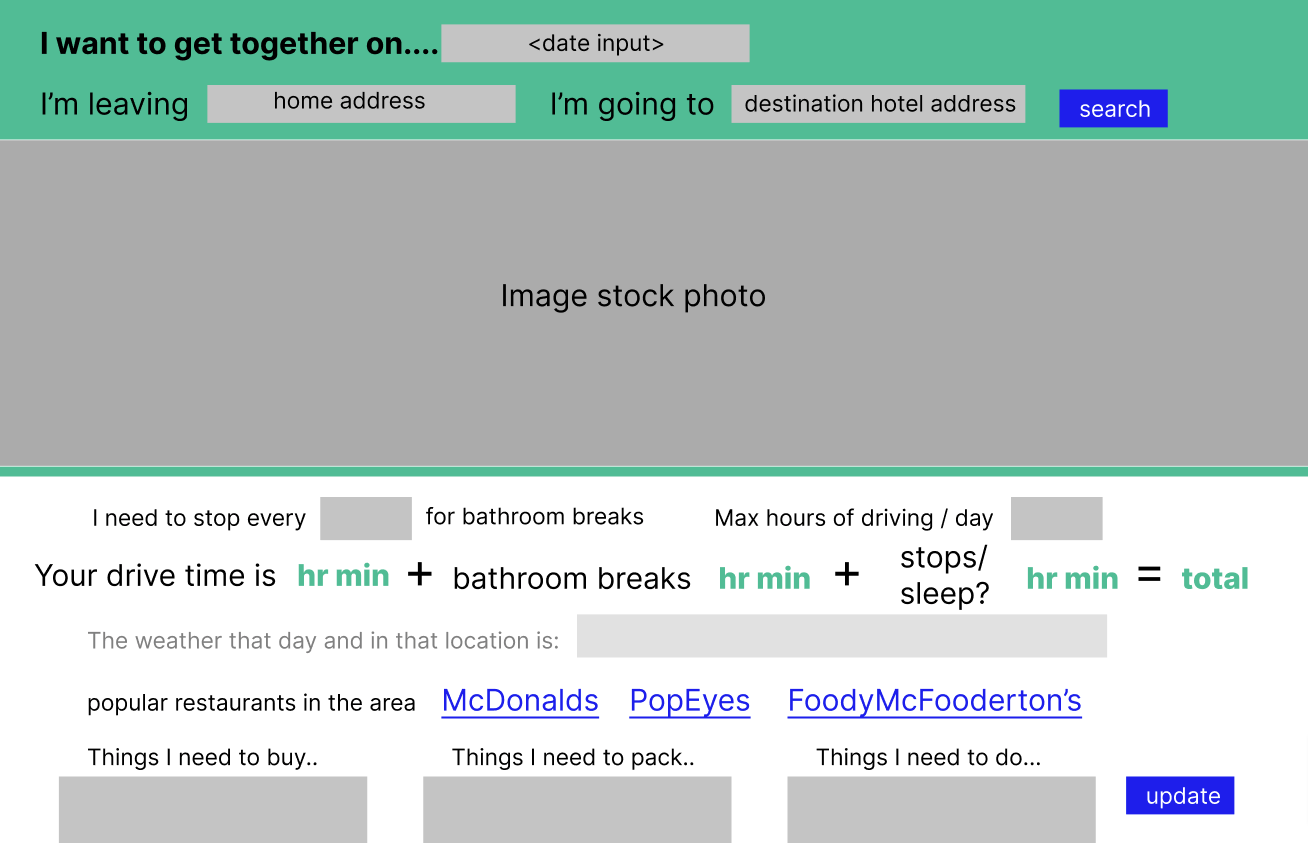 I want to get together on.... <date input>
I’m leaving home address I’m going to destination hotel address search
Image stock photo
I need to stop every for bathroom breaks Max hours of driving / day
Your drive time is hr min + bathroom breaks hr min + stops/ sleep? hr min = total
The weather that day and in that location is:
popular restaurants in the area McDonalds PopEyes FoodyMcFooderton’s
Things I need to buy.. Things I need to pack.. Things I need to do...
update